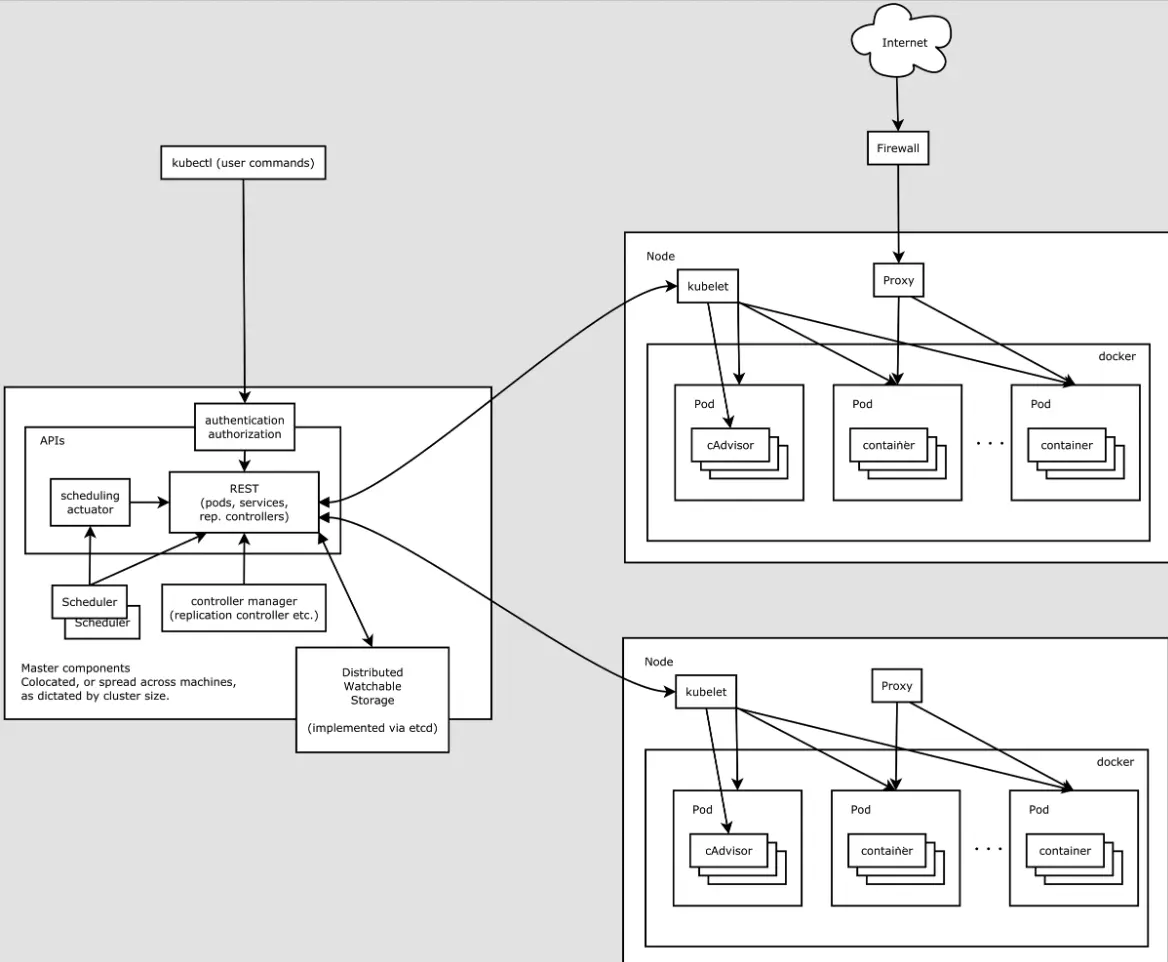 Internet
Firewall
kubectl (user commands)
authentication
authorization
APIs
scheduling
actuator
REST
(pods, services,
rep. controllers)
Scheduler
Scheduler
controller manager
(replication controller etc.)
Master components
Colocated, or spread across machines,
as dictated by cluster size.
Distributed
Watchable
Storage
(implemented via etcd)
Node
kubelet
Proxy
docker
Pod
cAdvisor
Pod
container
. . .
Pod
container
Node
kubelet
Proxy
docker
Pod
cAdvisor
Pod
container
. . .
Pod
container